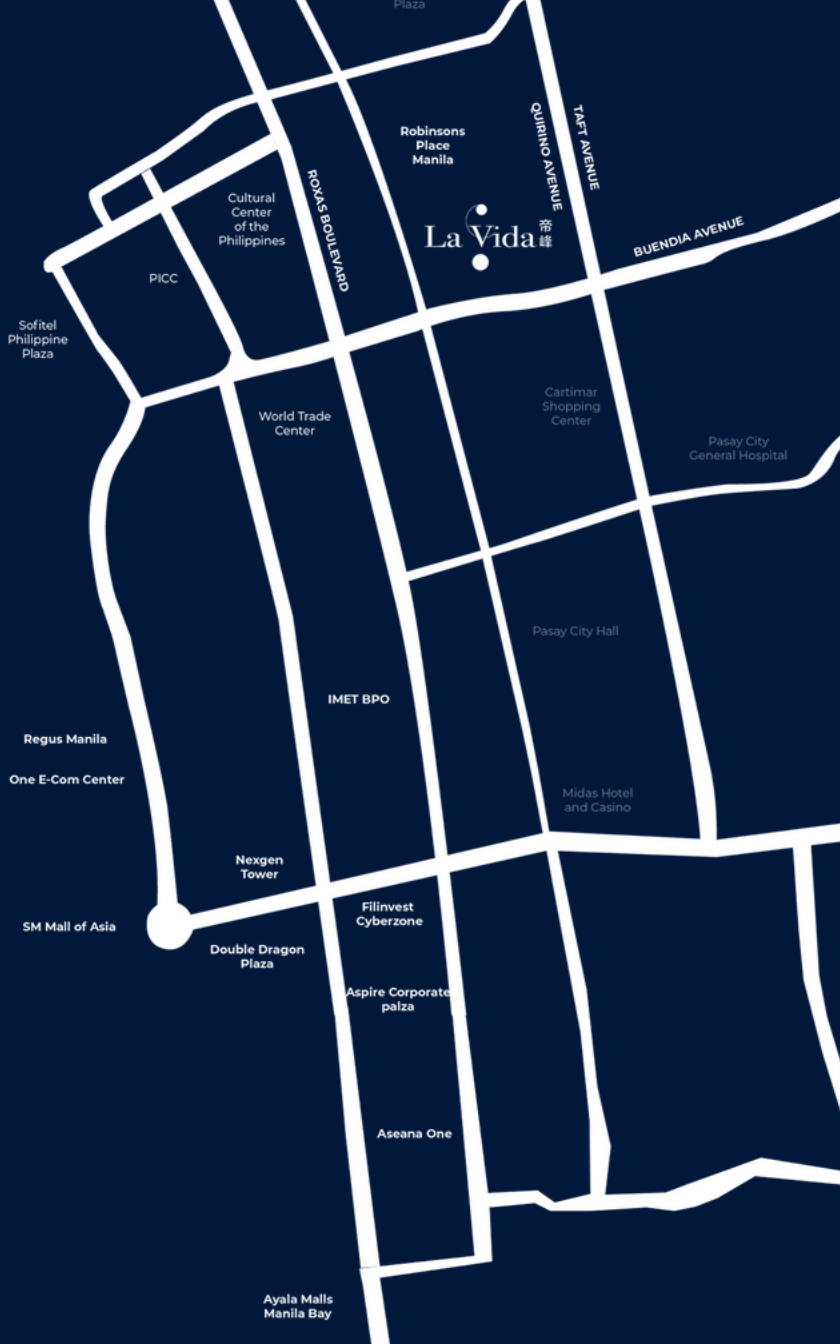 Plaza
Robinsons
Place
Manila
QUIRINO AVENUE
TAFT AVENUE
ROXAS BOULEVARD
Cultural
Center
of the
Philippines
La Vida 帝峰
BUENDIA AVENUE
PICC
Sofitel
Philippine
Plaza
World Trade
Center
Cartimar
Shopping
Center
Pasay City
General Hospital
Pasay City Hall
IMET BPO
Regus Manila
One E-Com Center
Midas Hotel
and Casino
Nexgen
Tower
Filinvest
Cyberzone
SM Mall of Asia
Double Dragon
Plaza
Aspire Corporate
palza
Aseana One
Ayala Malls
Manila Bay